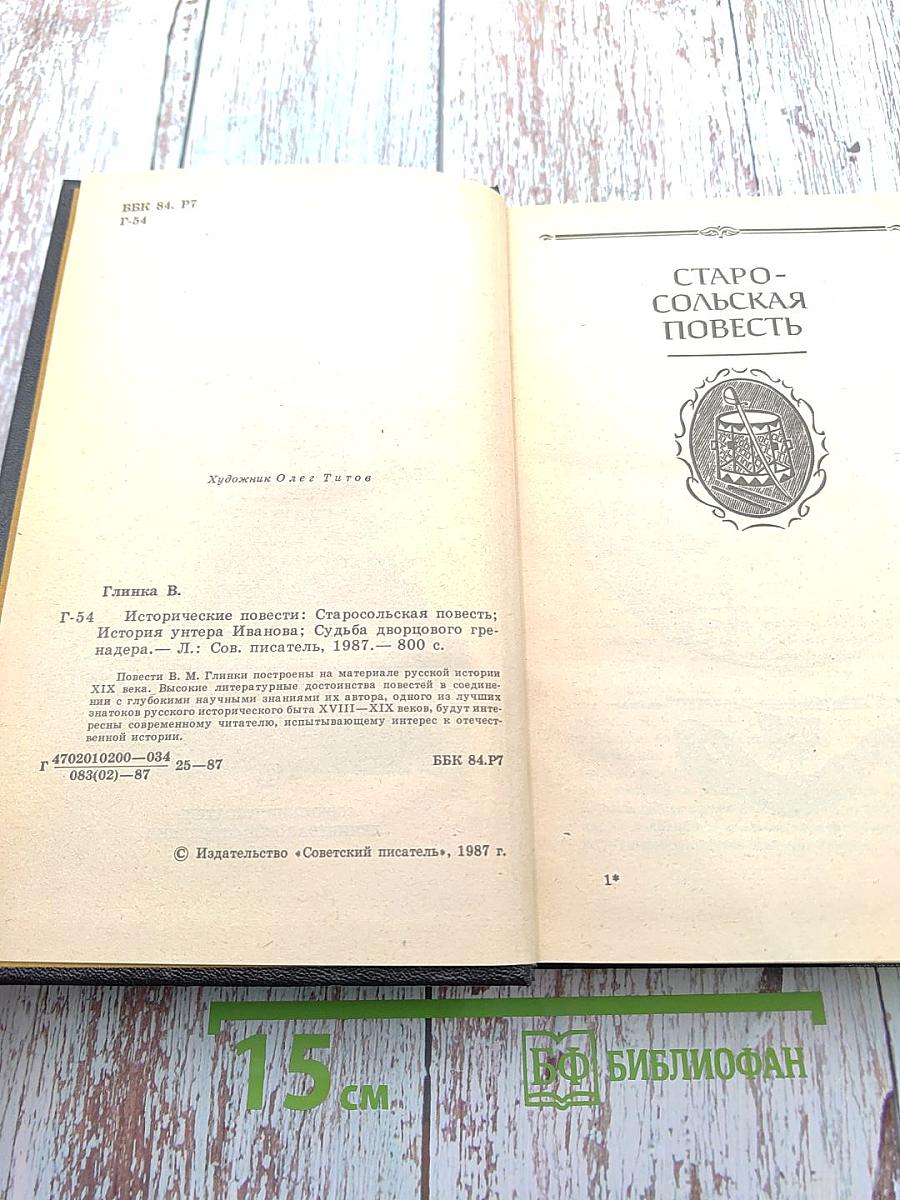 ББК 84. Р7
Г-54
Художник Олег Титов
Глинка В.
Г-54 Исторические повести: Старосольская повесть;
История унтера Иванова; Судьба дворцового гре-
надера.— Л.: Сов. писатель, 1987.— 800 с.
Повести В. М. Глинки построены на материале русской истории
XIX века. Высокие литературные достоинства повестей в соедине-
нии с глубокими научными знаниями их автора, одного из лучших
знатоков русского исторического быта XVIII—XIX веков, будут инте-
ресны современному читателю, испытывающему интерес к отечест-
венной истории.
Г 4702010200—034
083(02)—87
25—87
ББК 84.Р7
© Издательство «Советский писатель», 1987 г.
СТАРО-
СОЛЬСКАЯ
ПОВЕСТЬ
1*
15 см
БФ БИБЛИОФАН